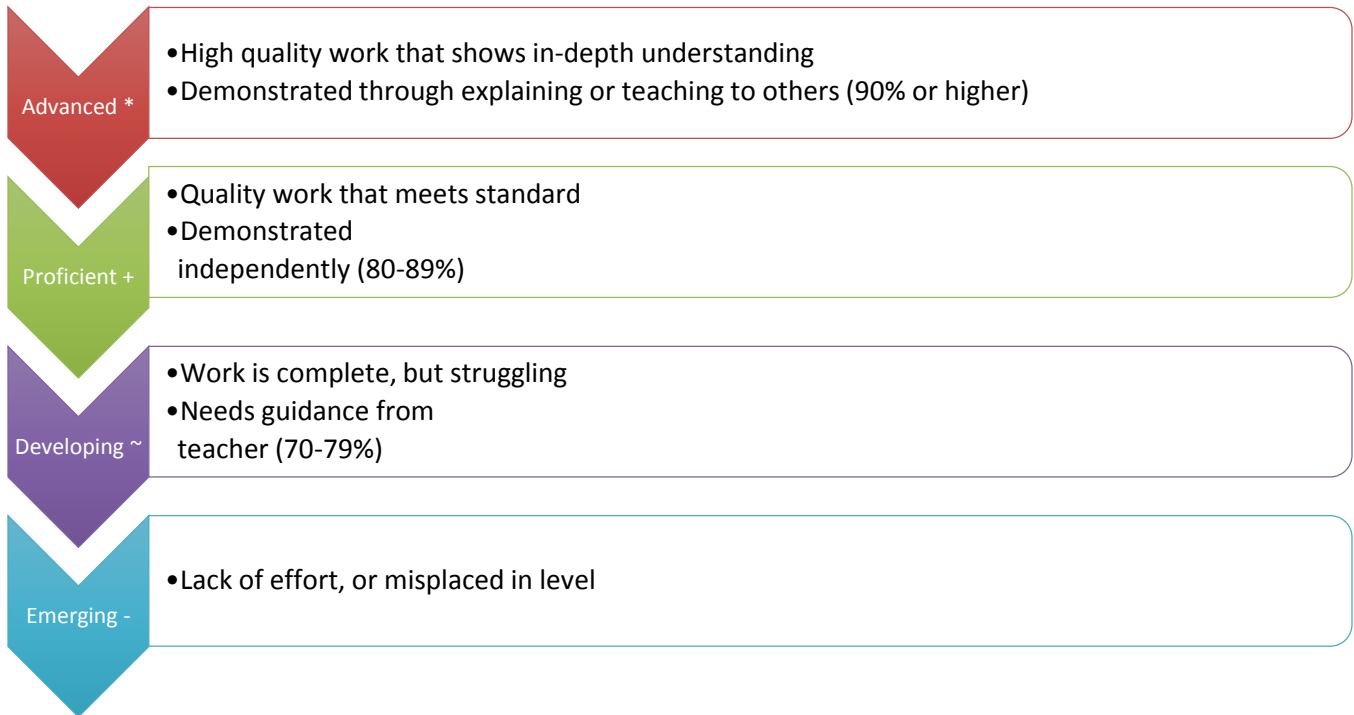 Advanced *
•High quality work that shows in-depth understanding
•Demonstrated through explaining or teaching to others (90% or higher)
Proficient +
•Quality work that meets standard
•Demonstrated
independently (80-89%)
Developing ~
•Work is complete, but struggling
•Needs guidance from
teacher (70-79%)
Emerging -
•Lack of effort, or misplaced in level